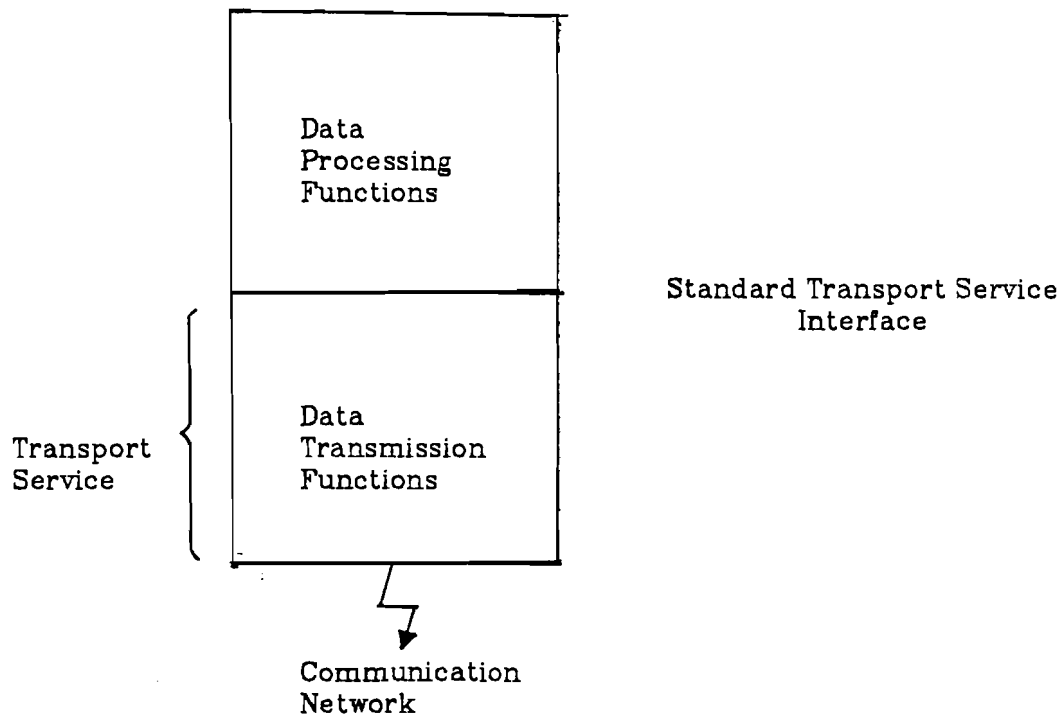 Data
Processing
Functions
Standard Transport Service
Interface
Data
Transmission
Functions
Transport
Service
Communication
Network